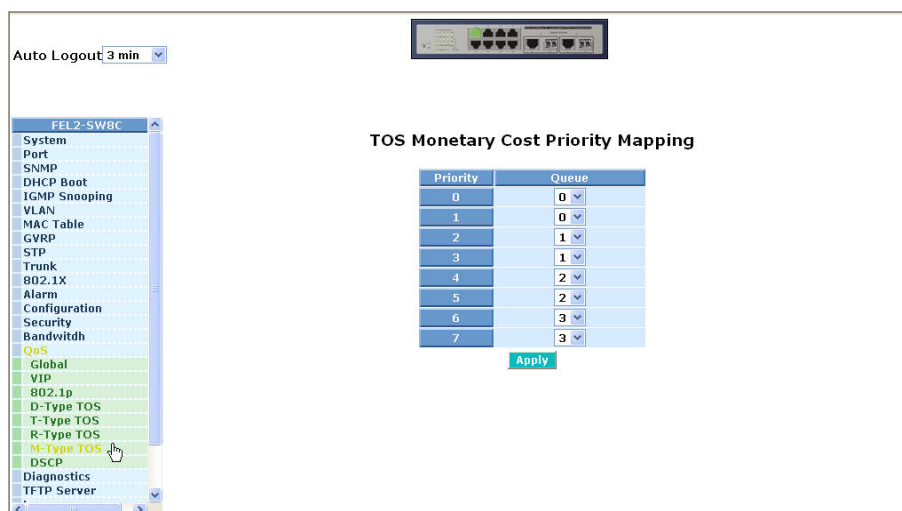 Auto Logout 3 min
FEL2-SW8C
System
Port
SNMP
DHCP Boot
IGMP Snooping
VLAN
MAC Table
GVRP
STP
Trunk
802.1X
Alarm
Configuration
Security
Bandwitdh
QoS
Global
VIP
802.1p
D-Type TOS
T-Type TOS
R-Type TOS
M-Type TOS
DSCP
Diagnostics
TFTP Server
TOS Monetary Cost Priority Mapping
Priority Queue
0 0
1 0
2 1
3 1
4 2
5 2
6 3
7 3
Apply